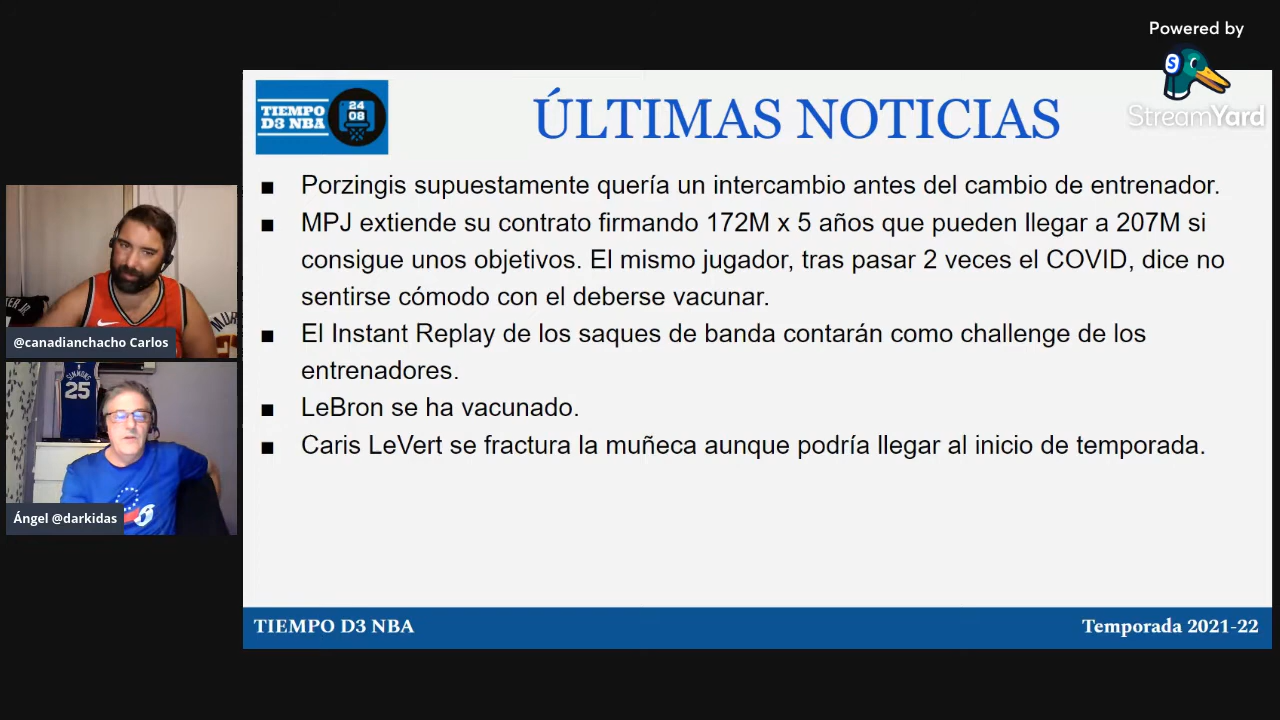 Powered by
StreamYard
TIEMPO
D3 NBA
24
08
ÚLTIMAS NOTICIAS
■ Porzingis supuestamente quería un intercambio antes del cambio de entrenador.
■ MPJ extiende su contrato firmando 172M x 5 años que pueden llegar a 207M si
consigue unos objetivos. El mismo jugador, tras pasar 2 veces el COVID, dice no
sentirse cómodo con el deberse vacunar.
■ El Instant Replay de los saques de banda contarán como challenge de los
entrenadores.
■ LeBron se ha vacunado.
■ Caris LeVert se fractura la muñeca aunque podría llegar al inicio de temporada.
@canadianchacho Carlos
SIMMONS
25
Ángel @darkidas
TIEMPO D3 NBA
Temporada 2021-22